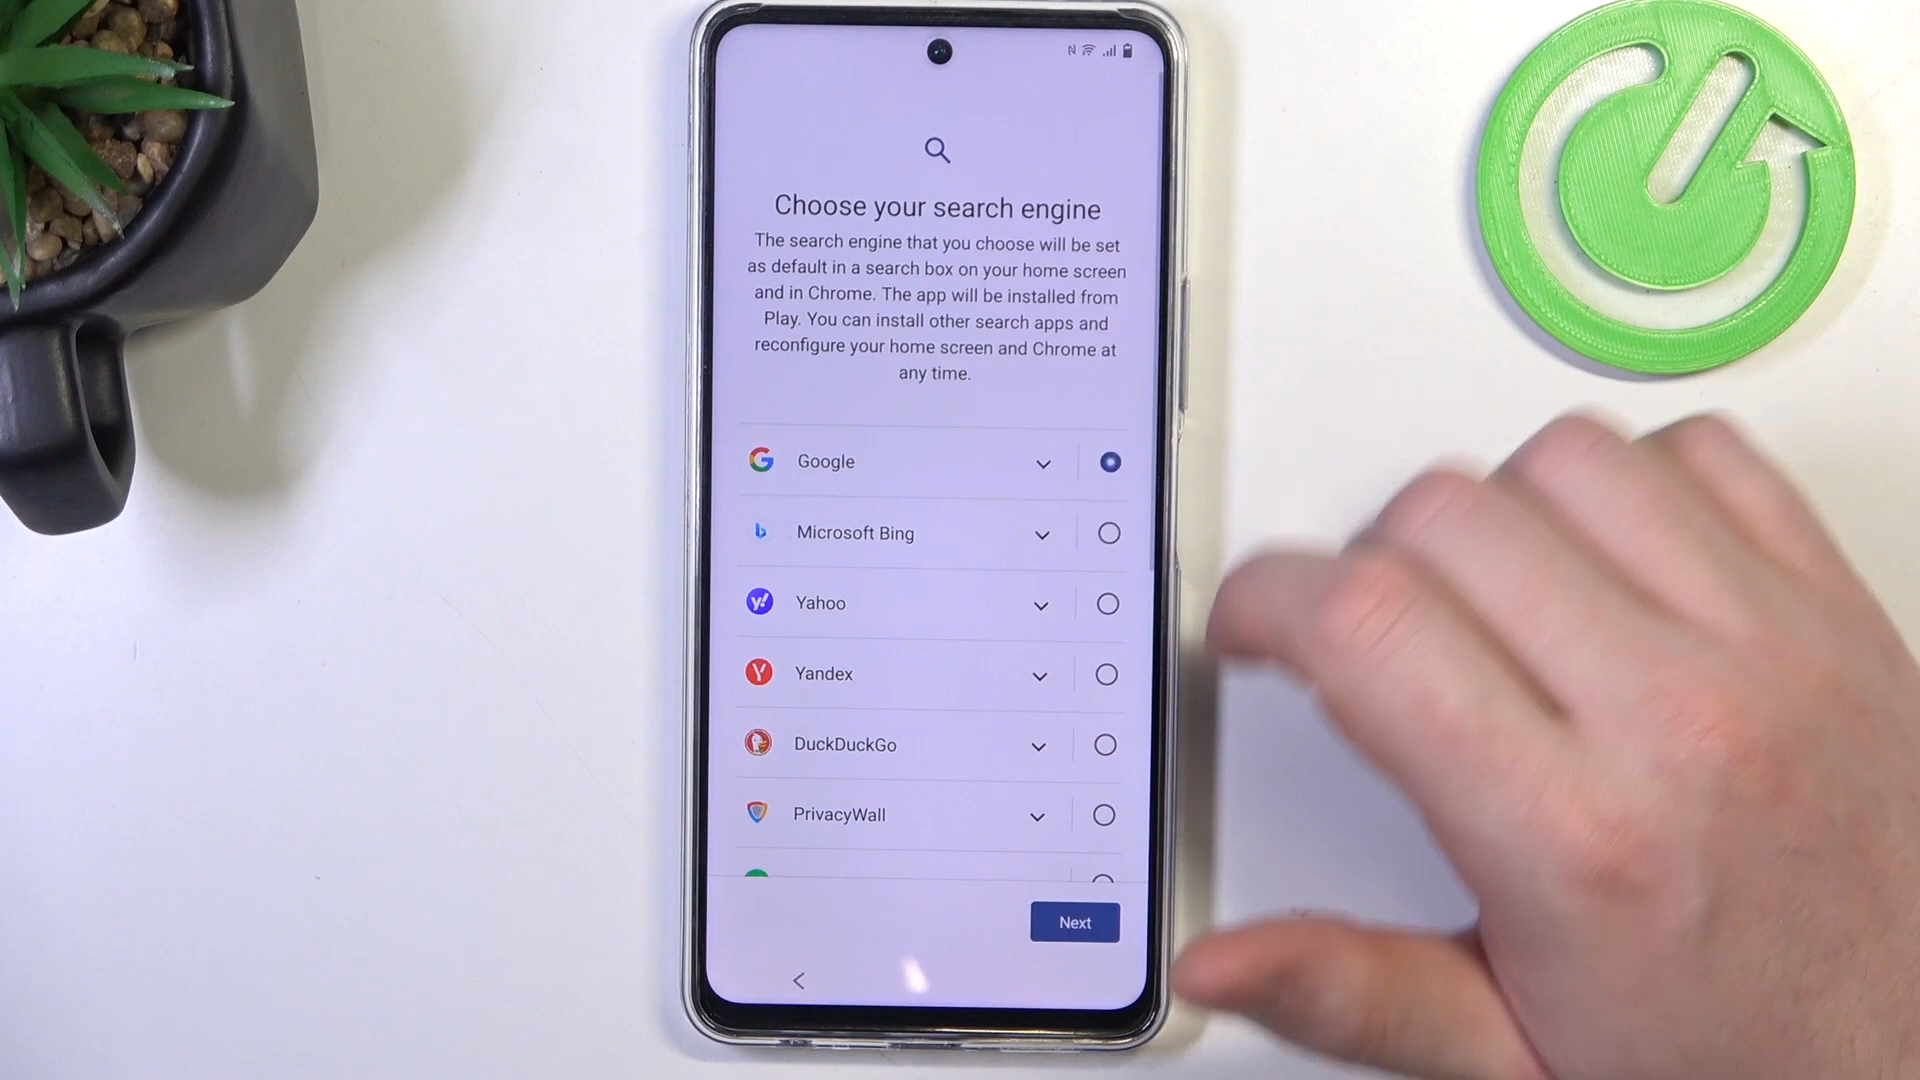 Choose your search engine
The search engine that you choose will be set
as default in a search box on your home screen
and in Chrome. The app will be installed from
Play. You can install other search apps and
reconfigure your home screen and Chrome at
any time.
Google
Microsoft Bing
Yahoo
Yandex
DuckDuckGo
PrivacyWall
Next